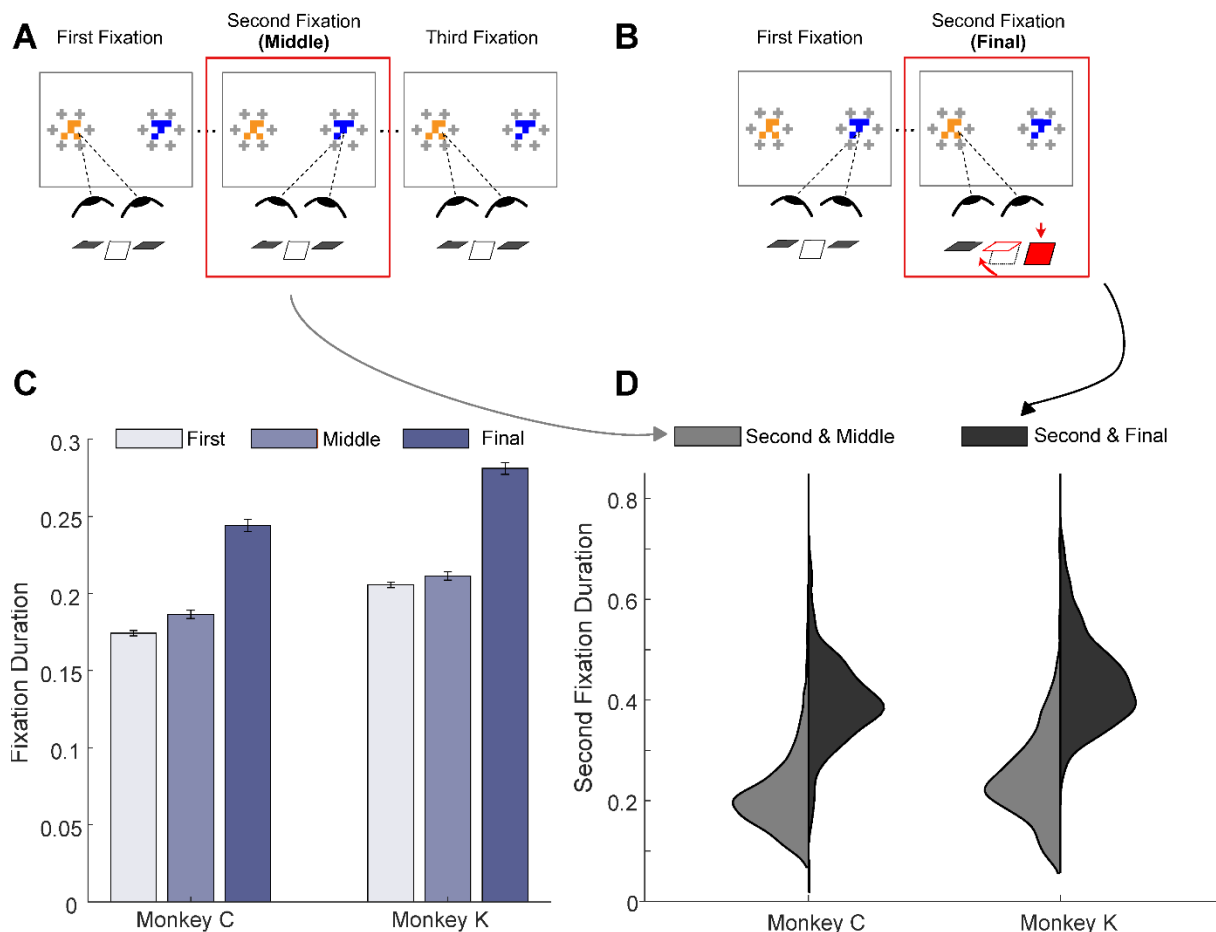 A
First Fixation
Second Fixation
(Middle)
Third Fixation
B
First Fixation
Second Fixation
(Final)
C
First
Middle
Final
0.3
0.25
0.2
0.15
0.1
0.05
0
Fixation Duration
Monkey C
Monkey K
D
Second & Middle
Second & Final
0.8
0.6
0.4
0.2
0
Second Fixation Duration
Monkey C
Monkey K